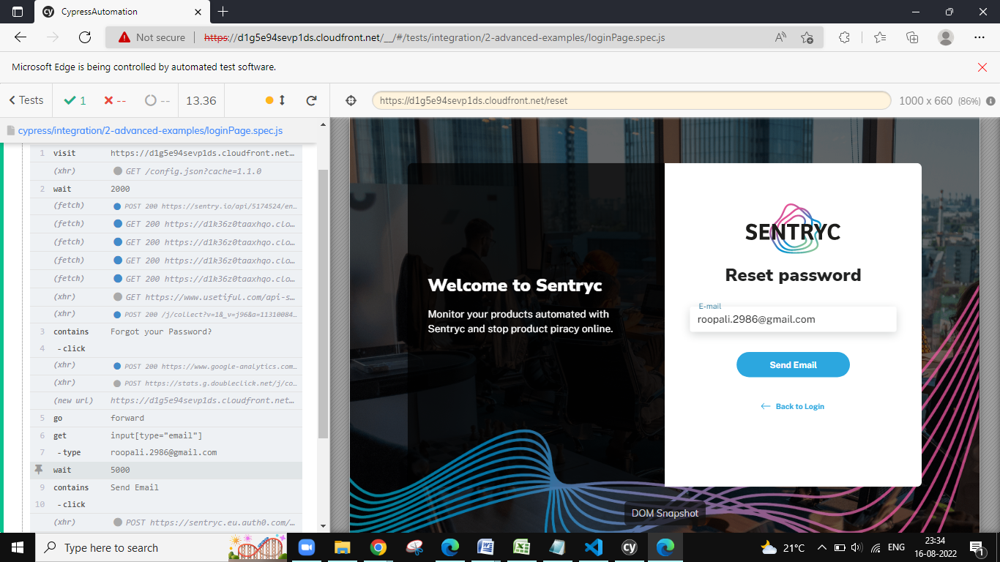 CypressAutomation
Not secure
https://d1g5e94sevp1ds.cloudfront.net/__/#/tests/integration/2-advanced-examples/loginPage.spec.js
Microsoft Edge is being controlled by automated test software.
Tests
1
--
--
13.36
https://d1g5e94sevp1ds.cloudfront.net/reset
1000 x 660 (86%)
cypress/integration/2-advanced-examples/loginPage.spec.js
1 visit https://d1g5e94sevp1ds.cloudfront.net…
(xhr) GET /config.json?cache=1.1.0
2 wait 2000
(fetch) POST 200 https://sentry.io/api/5174524/en…
(fetch) GET 200 https://d1k36z0taaxhqo.clo…
(fetch) GET 200 https://d1k36z0taaxhqo.clo…
(fetch) GET 200 https://d1k36z0taaxhqo.clo…
(fetch) GET 200 https://d1k36z0taaxhqo.clo…
(xhr) GET https://www.usetiful.com/api-s…
(xhr) POST 200 /j/collect?v=1&_v=j96&a=11310084…
3 contains Forgot your Password?
4 -click
(xhr) POST 200 https://www.google-analytics.com…
(xhr) POST https://stats.g.doubleclick.net/j/co…
(new url) https://d1g5e94sevp1ds.cloudfront.net…
5 go forward
6 get input[type="email"]
7 -type roopali.2986@gmail.com
wait 5000
9 contains Send Email
10 -click
(xhr) POST https://sentryc.eu.auth0.com/…
Welcome to Sentryc
Monitor your products automated with
Sentryc and stop product piracy online.
SENTRYC
Reset password
E-mail
roopali.2986@gmail.com
Send Email
Back to Login
DOM Snapshot
Type here to search
21°C
ENG
23:34
16-08-2022
1